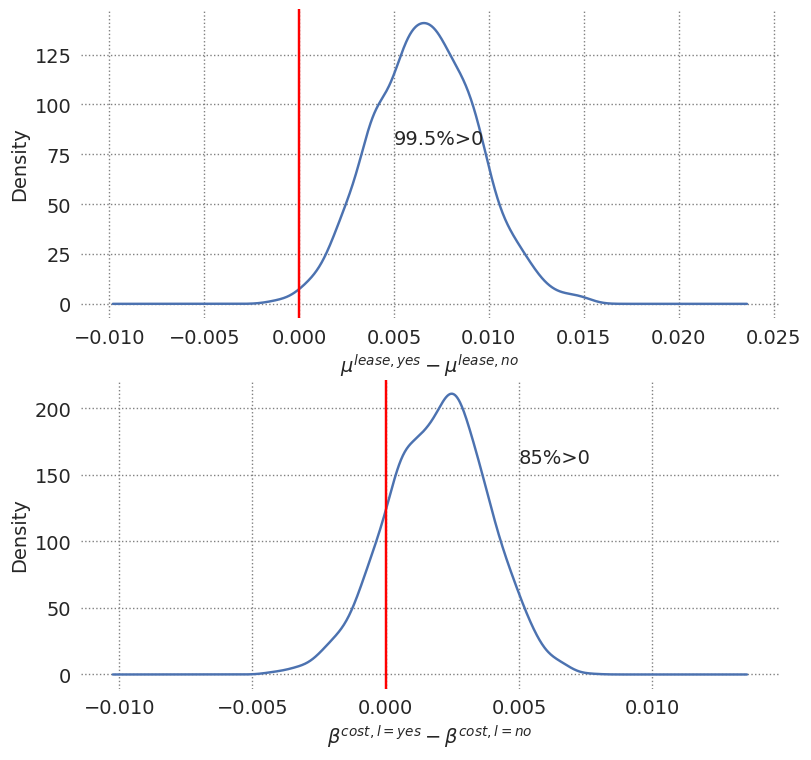 125
100
75
50
25
0
Density
99.5%>0
−0.010 −0.005 0.000 0.005 0.010 0.015 0.020 0.025
μ^{lease, yes} − μ^{lease, no}
200
150
100
50
0
Density
85%>0
−0.010 −0.005 0.000 0.005 0.010
β^{cost, l = yes} − β^{cost, l = no}